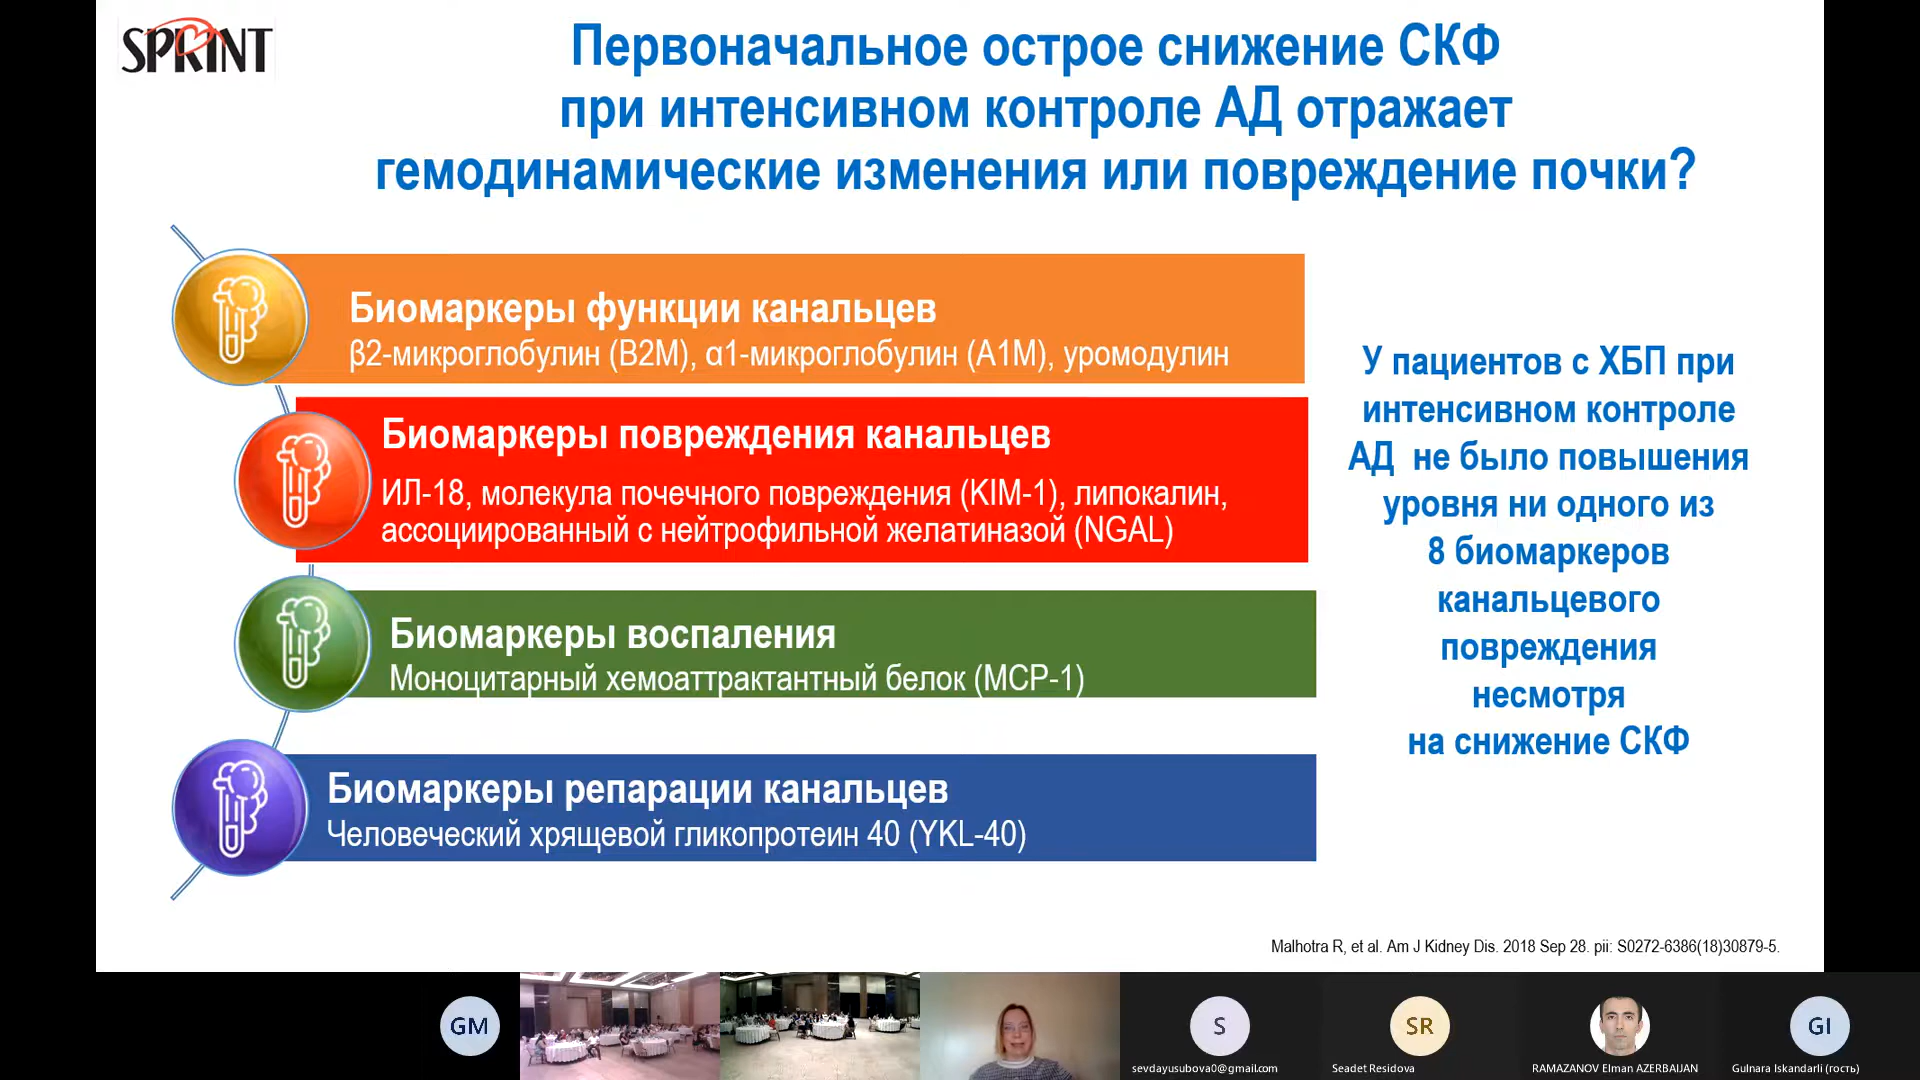 SPRINT
Первоначальное острое снижение СКФ
при интенсивном контроле АД отражает
гемодинамические изменения или повреждение почки?
Биомаркеры функции канальцев
β2-микроглобулин (B2M), α1-микроглобулин (A1M), уромодулин
Биомаркеры повреждения канальцев
ИЛ-18, молекула почечного повреждения (KIM-1), липокалин,
ассоциированный с нейтрофильной желатиназой (NGAL)
Биомаркеры воспаления
Моноцитарный хемоаттрактантный белок (MCP-1)
Биомаркеры репарации канальцев
Человеческий хрящевой гликопротеин 40 (YKL-40)
У пациентов с ХБП при
интенсивном контроле
АД не было повышения
уровня ни одного из
8 биомаркеров
канальцевого
повреждения
несмотря
на снижение СКФ
Malhotra R, et al. Am J Kidney Dis. 2018 Sep 28. pii: S0272-6386(18)30879-5.
GM
S
SR
GI
sevdayusubova0@gmail.com
Seadet Residova
RAMAZANOV Elman AZERBAIJAN
Gulnara Iskandarli (гость)